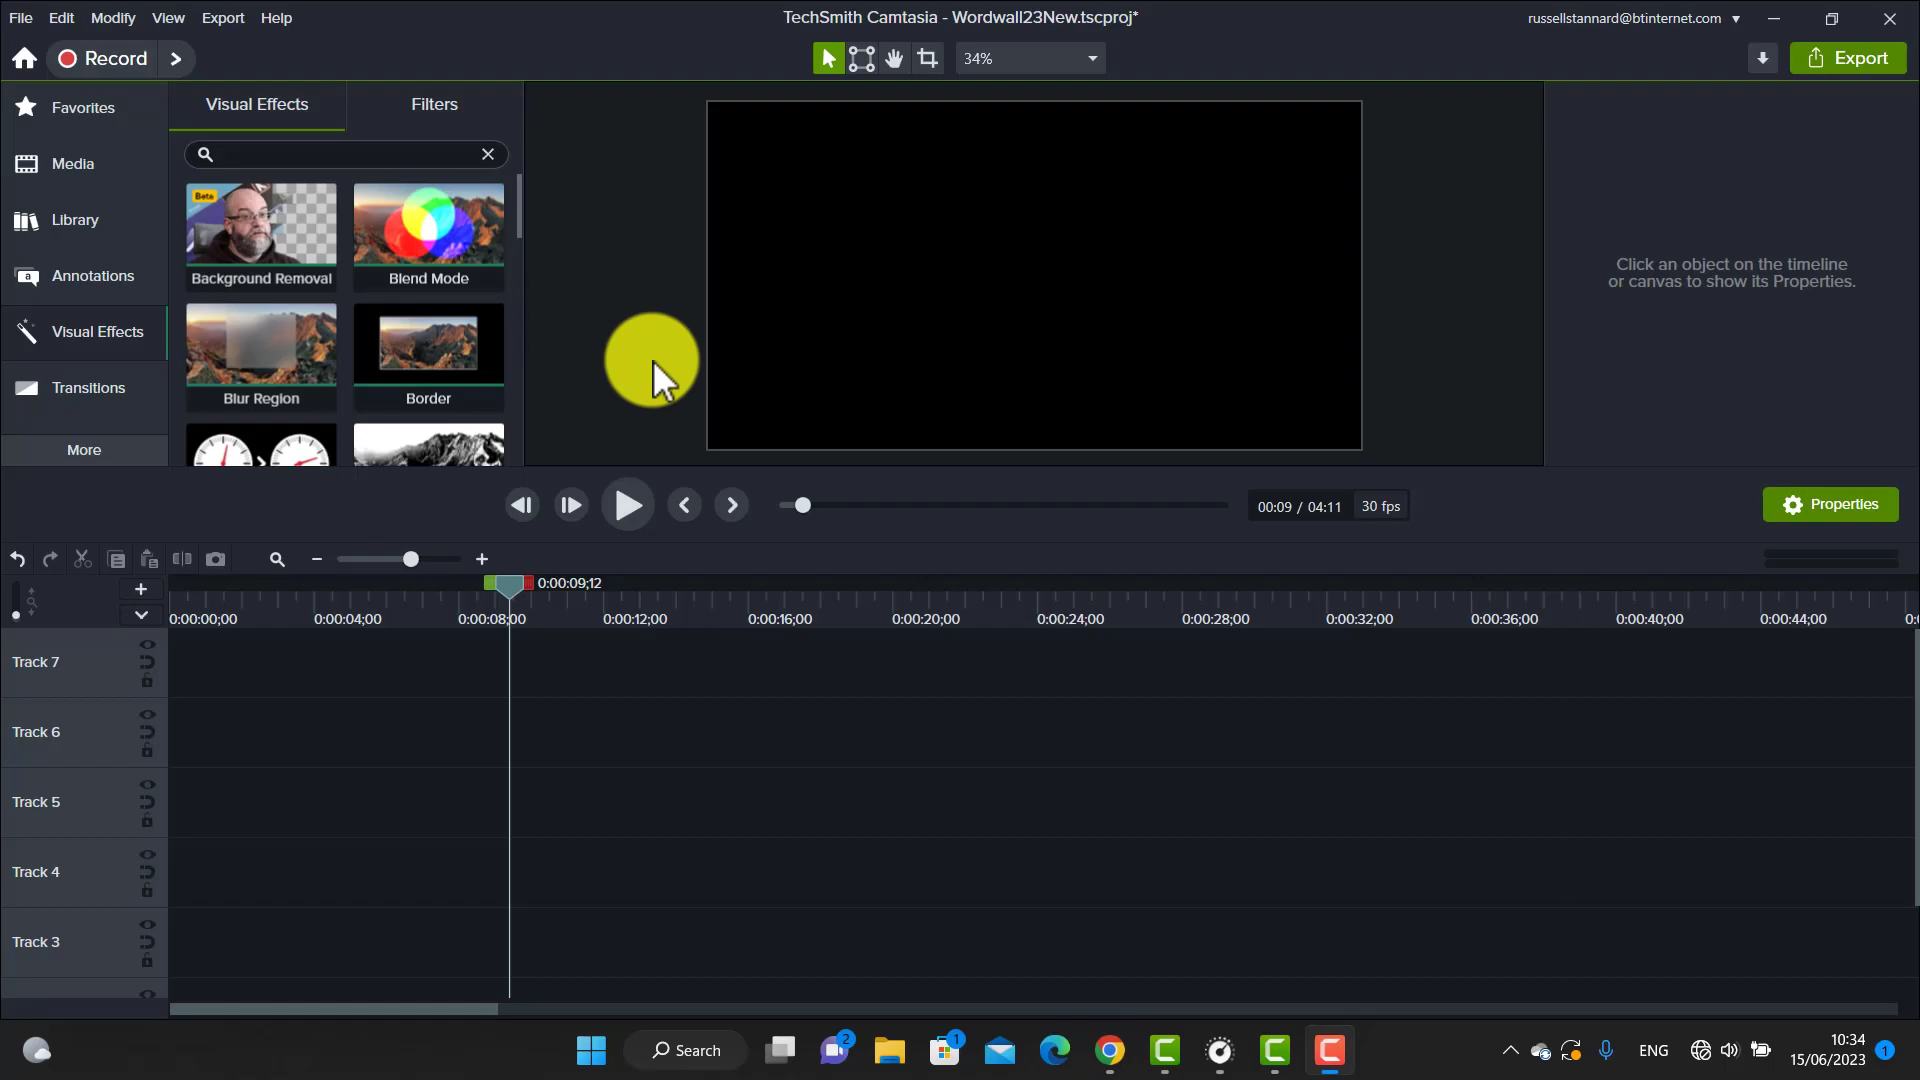 File Edit Modify View Export Help
TechSmith Camtasia - Wordwall23New.tscproj*
russellstannard@btinternet.com
Record
34%
Export
Favorites
Media
Library
Annotations
Visual Effects
Transitions
More
Visual Effects Filters
Beta
Background Removal
Blend Mode
Blur Region
Border
Click an object on the timeline
or canvas to show its Properties.
00:09 / 04:11 30 fps
Properties
0:00:09;12
0:00:00;00 0:00:04;00 0:00:08;00 0:00:12;00 0:00:16;00 0:00:20;00 0:00:24;00 0:00:28;00 0:00:32;00 0:00:36;00 0:00:40;00 0:00:44;00
Track 7
Track 6
Track 5
Track 4
Track 3
Search
2
1
ENG
10:34
15/06/2023
1